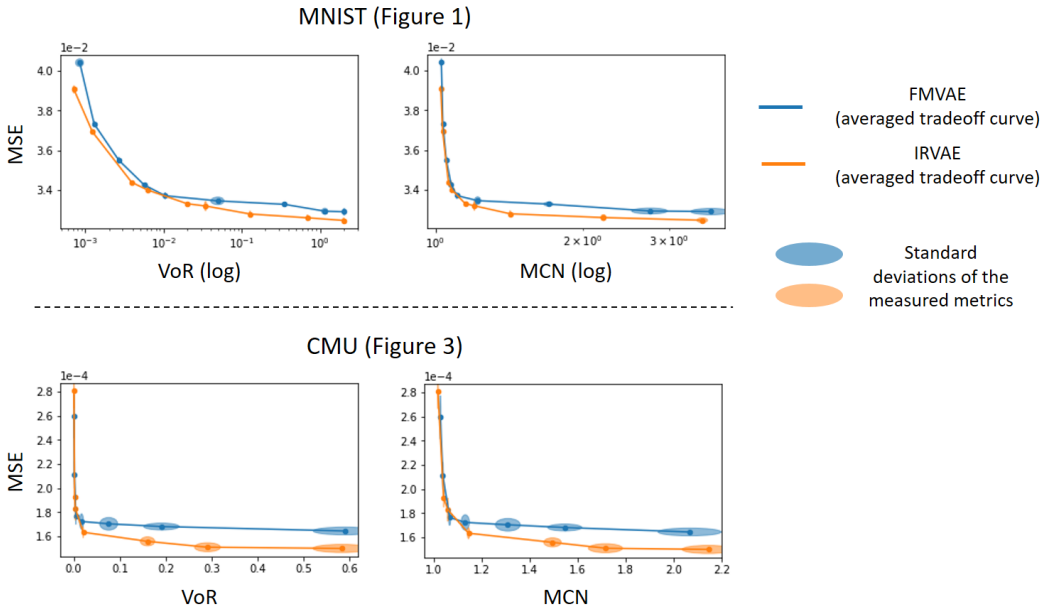 MNIST (Figure 1)
1e−2
4.0
3.8
3.6
3.4
MSE
10⁻³
10⁻²
10⁻¹
10⁰
VoR (log)
1e−2
4.0
3.8
3.6
3.4
10⁰
2 × 10⁰
3 × 10⁰
MCN (log)
FMVAE
(averaged tradeoff curve)
IRVAE
(averaged tradeoff curve)
Standard
deviations of the
measured metrics
CMU (Figure 3)
1e−4
2.8
2.6
2.4
2.2
2.0
1.8
1.6
MSE
0.0
0.1
0.2
0.3
0.4
0.5
0.6
VoR
1e−4
2.8
2.6
2.4
2.2
2.0
1.8
1.6
1.0
1.2
1.4
1.6
1.8
2.0
2.2
MCN